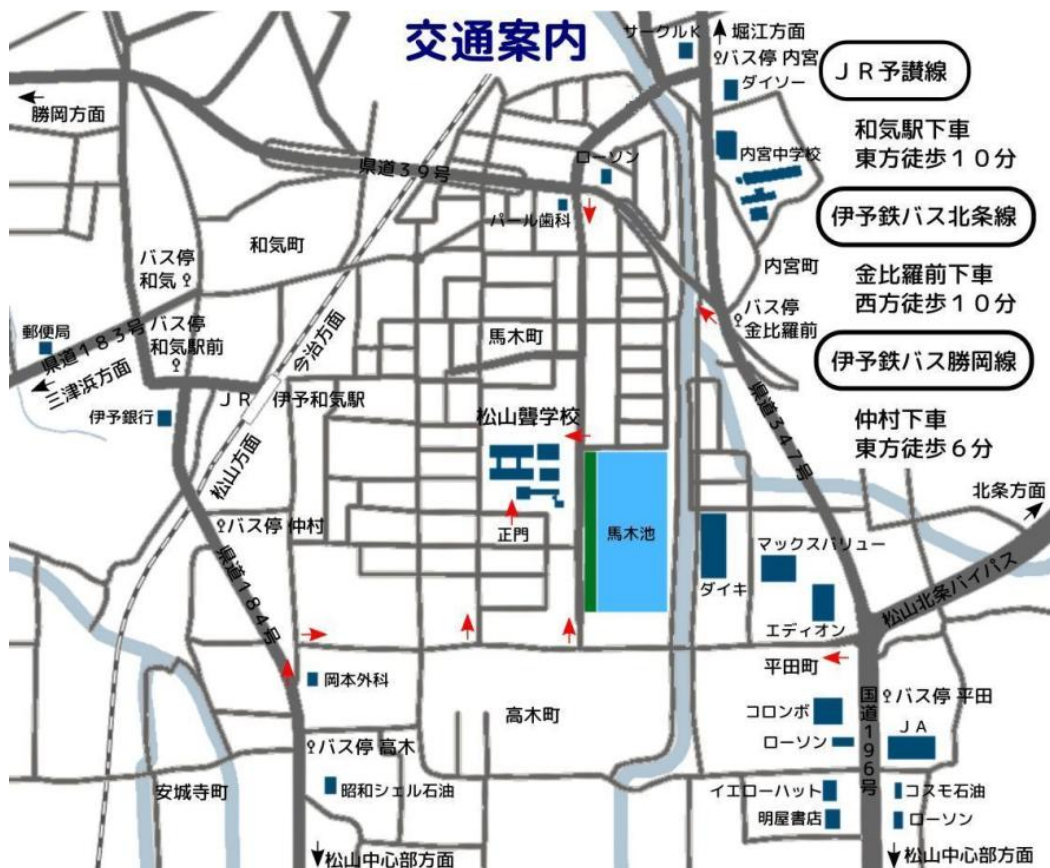 交通案内
サークルK
堀江方面
バス停 内宮
ダイソー
ＪＲ予讃線
勝岡方面
和気駅下車
東方徒歩１０分
県道３９号
ローソン
内宮中学校
パール歯科
伊予鉄バス北条線
和気町
バス停
和気
内宮町
金比羅前下車
西方徒歩１０分
バス停
金比羅前
郵便局
県道１８３号
バス停
和気駅前
今治方面
馬木町
三津浜方面
伊予鉄バス勝岡線
ＪＲ 伊予和気駅
伊予銀行
松山聾学校
県道３４７号
仲村下車
東方徒歩６分
松山方面
北条方面
バス停 仲村
正門
馬木池
マックスバリュー
ダイキ
県道１８４号
エディオン
松山北条バイパス
平田町
岡本外科
高木町
コロンボ
国道１９６号
バス停 平田
ＪＡ
ローソン
バス停 高木
安城寺町
昭和シェル石油
イエローハット
コスモ石油
明屋書店
ローソン
松山中心部方面
松山中心部方面